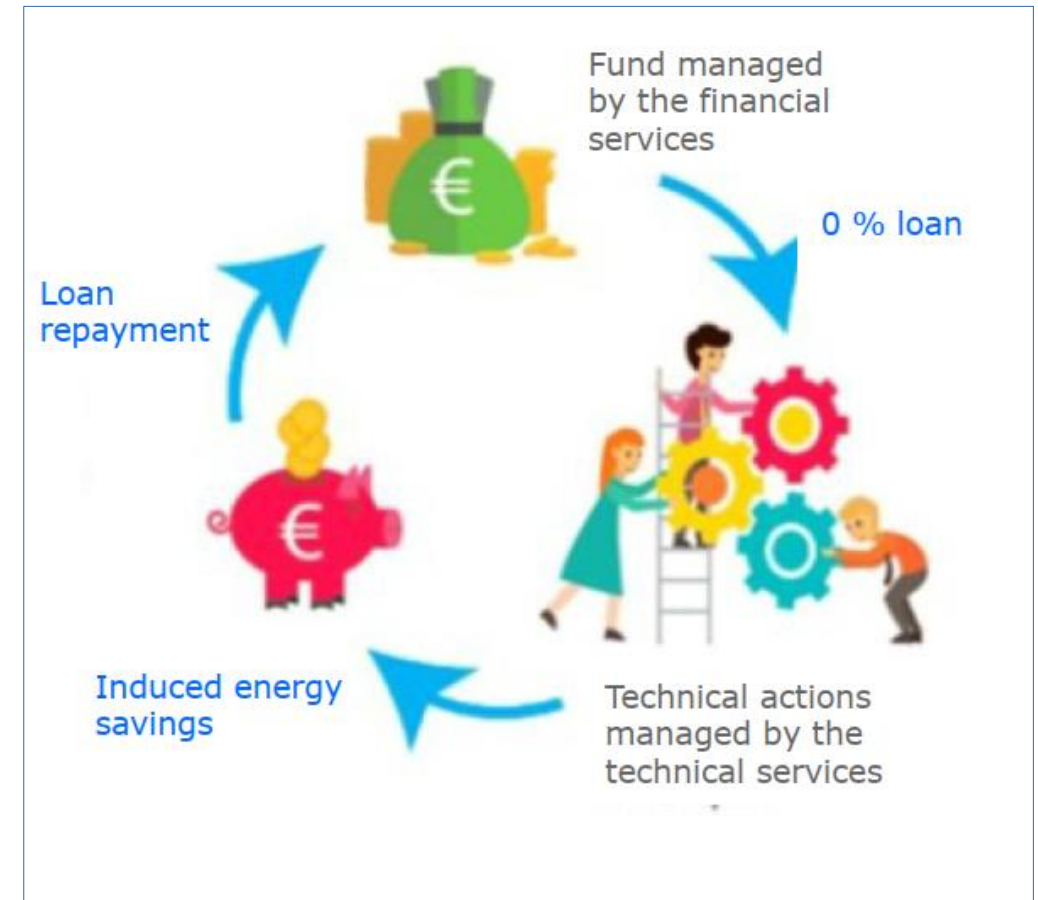 Fund managed
by the financial
services
0 % loan
Loan
repayment
€
€
Induced energy
savings
Technical actions
managed by the
technical services